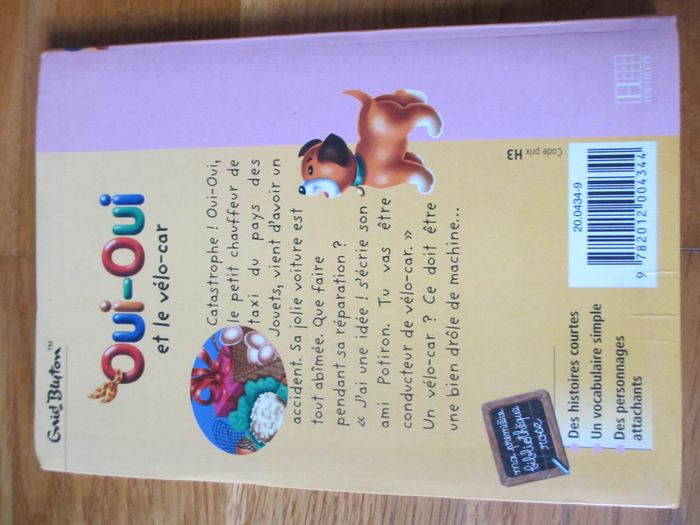 Enid Blyton™
OUI-OUI
et le vélo-car
Catastrophe ! Oui-Oui,
le petit chauffeur de
taxi du pays des
Jouets, vient d'avoir un
accident. Sa jolie voiture est
tout abîmée. Que faire
pendant sa réparation ?
« J'ai une idée ! s'écrie son
ami Potiron. Tu vas être
conducteur de vélo-car. »
Un vélo-car ? Ce doit être
une bien drôle de machine...
ma première
bibliothèque
rose
Des histoires courtes
Un vocabulaire simple
Des personnages
attachants
Code prix H3
20.0434-9
9 782012 004344
H
HACHETTE